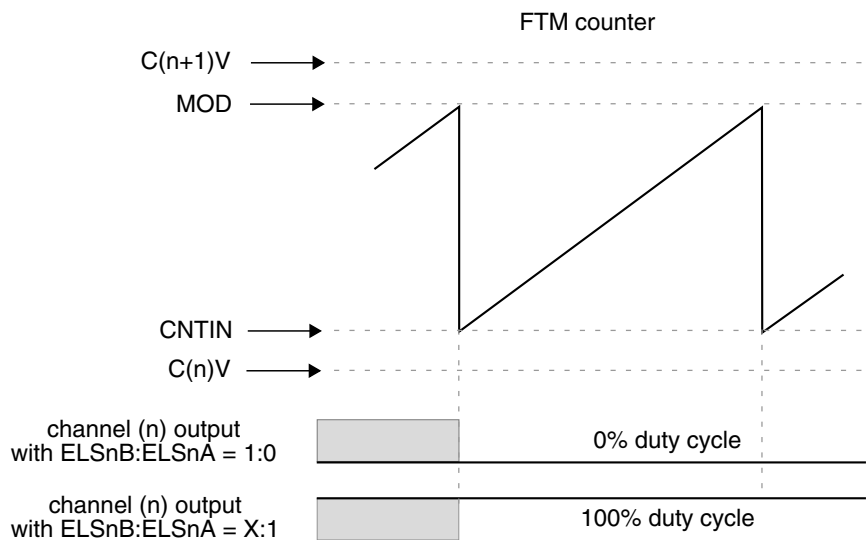 FTM counter
C(n+1)V
MOD
CNTIN
C(n)V
channel (n) output
with ELSnB:ELSnA = 1:0
0% duty cycle
channel (n) output
with ELSnB:ELSnA = X:1
100% duty cycle